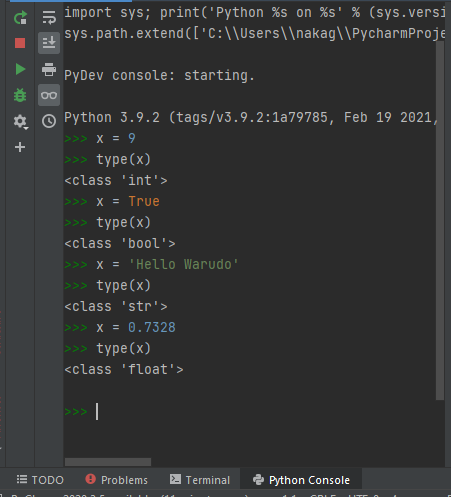 import sys; print('Python %s on %s' % (sys.versi
sys.path.extend(['C:\\Users\\nakag\\PycharmProje
PyDev console: starting.
Python 3.9.2 (tags/v3.9.2:1a79785, Feb 19 2021,
>>> x = 9
>>> type(x)
<class 'int'>
>>> x = True
>>> type(x)
<class 'bool'>
>>> x = 'Hello Warudo'
>>> type(x)
<class 'str'>
>>> x = 0.7328
>>> type(x)
<class 'float'>
>>>
TODO Problems Terminal Python Console